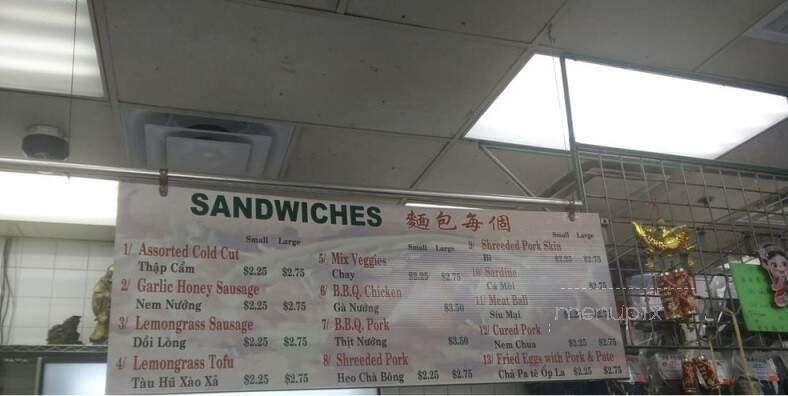 SANDWICHES 麵包每個
Small Large
1/ Assorted Cold Cut
Thập Cẩm $2.25 $2.75
2/ Garlic Honey Sausage
Nem Nướng $2.25 $2.75
3/ Lemongrass Sausage
Dồi Lòng $2.25 $2.75
4/ Lemongrass Tofu
Tàu Hũ Xào Xả $2.25 $2.75
Small Large
5/ Mix Veggies
Chay $2.25 $2.75
6/ B.B.Q. Chicken
Gà Nướng $3.50
7/ B.B.Q. Pork
Thịt Nướng $3.50
8/ Shreeded Pork
Heo Chà Bông $2.25 $2.75
Small Large
9/ Shreeded Pork Skin
Bì $2.25 $2.75
10/ Sardine
Cá Mòi $2.75
11/ Meat Ball
Síu Mại
12/ Cured Pork
Nem Chua $2.25 $2.75
13/ Fried Eggs with Pork & Pate
Chả Pa tê Ốp La $2.25 $2.75
menupix